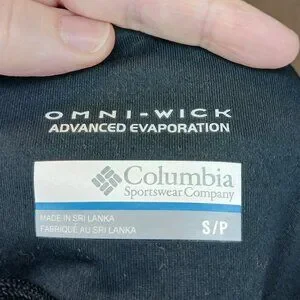 OMNI-WICK
ADVANCED EVAPORATION
Columbia
Sportswear Company
MADE IN SRI LANKA
FABRIQUÉ AU SRI LANKA
S/P